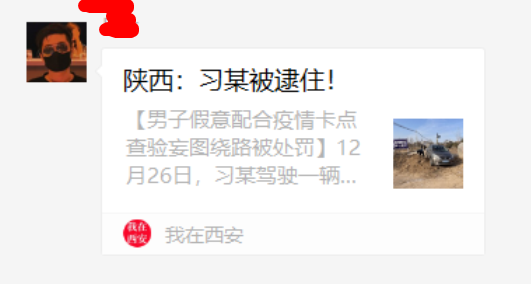 陕西：习某被逮住！
【男子假意配合疫情卡点
查验妄图绕路被处罚】12
月26日，习某驾驶一辆...
我在
西安
我在西安